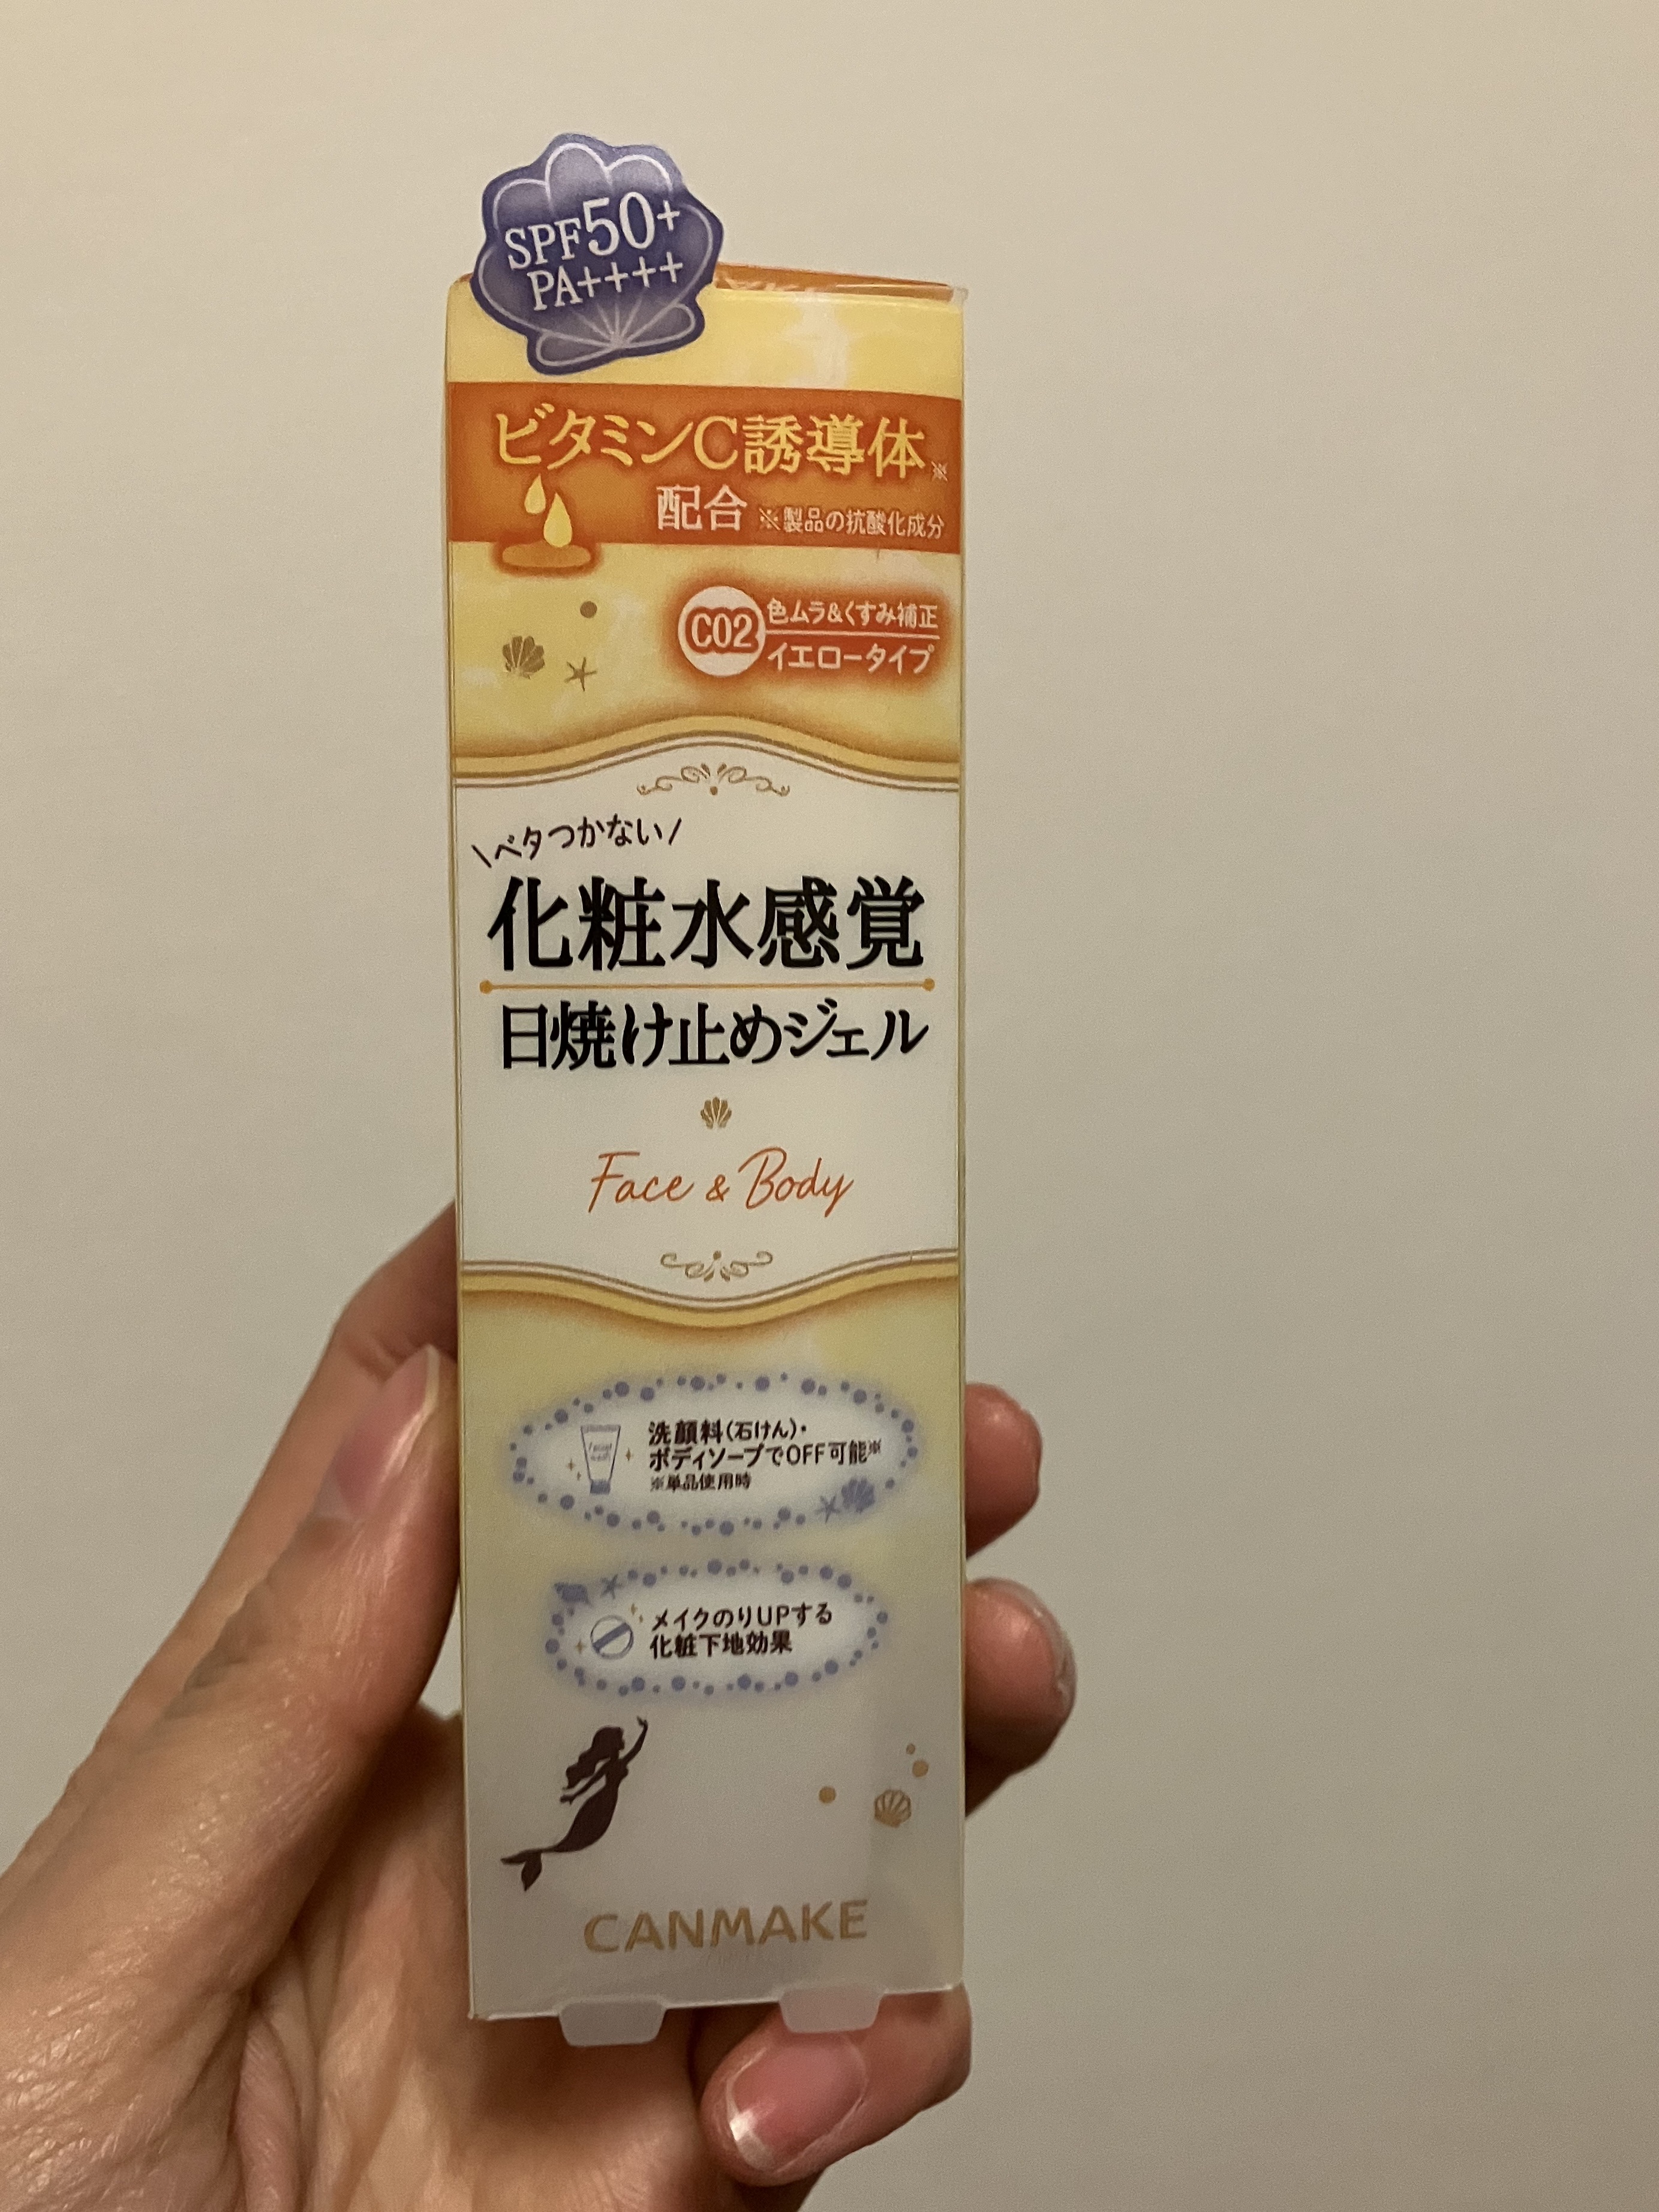 SPF50+
PA++++
ビタミンC誘導体※
配合 ※製品の抗酸化成分
C02 色ムラ&くすみ補正
イエロータイプ
\ベタつかない/
化粧水感覚
日焼け止めジェル
Face & Body
洗顔料(石けん)・
ボディソープでOFF可能※
※単品使用時
メイクのりUPする
化粧下地効果
CANMAKE